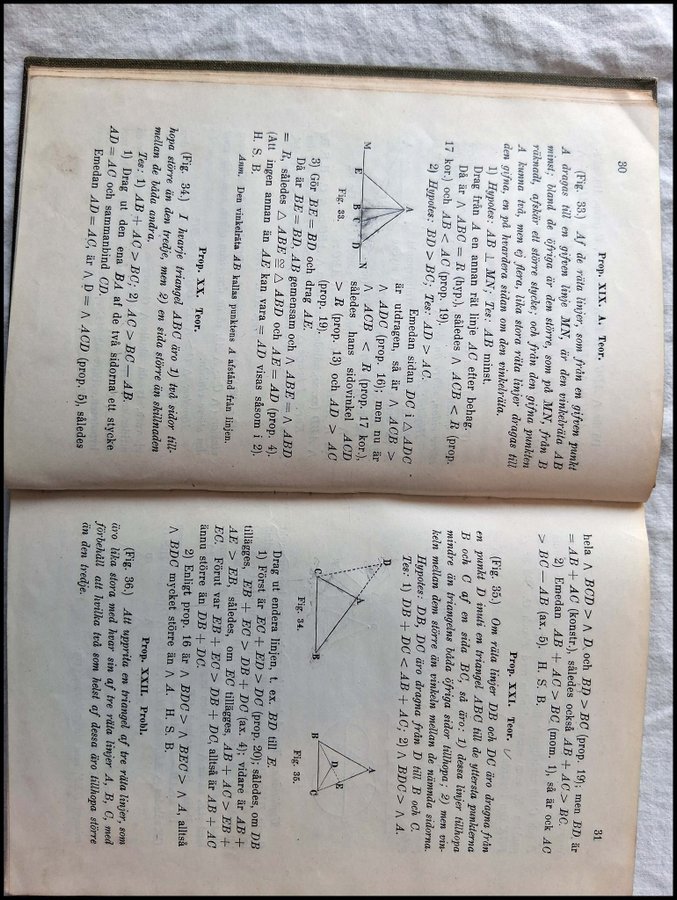 30
Prop. XIX. A. Teor.
(Fig. 33.) Af de räta linjer, som från en gifven punkt
A dragas till en gifven linje MN, är den vinkelräta AB
minst; bland de öfriga är den större, som på MN, från B
räknadt, afskär ett större stycke; och från den gifna punkten
A kunna två, men ej flera, lika stora räta linjer dragas till
den gifna, en på hvardera sidan om den vinkelräta.
1) Hypotes: AB ⊥ MN; Tes: AB minst.
Drag från A en annan rät linje AC efter behag.
Då är ∧ ABC = R (hyp.), således ∧ ACB < R (prop.
17 kor.) och AB < AC (prop. 19).
2) Hypotes: BD > BC; Tes: AD > AC.
A
M E B C D N
Fig. 33.
Emedan sidan DC i △ ADC
är utdragen, så är ∧ ACB >
∧ ADC (prop. 16); men nu är
∧ ACB < R (prop. 17 kor.),
således hans sidovinkel ACD
> R (prop. 13) och AD > AC
(prop. 19).
3) Gör BE = BD och drag AE.
Då är BE = BD, AB gemensam och ∧ ABE = ∧ ABD
= R, således △ ABE ≅ △ ABD och AE = AD (prop. 4).
(Att ingen annan än AE kan vara = AD visas såsom i 2).
H. S. B.
Anm. Den vinkelräta AB kallas punktens A afstånd från linjen.
Prop. XX. Teor.
(Fig. 34.) I hvarje triangel ABC äro 1) två sidor till-
hopa större än den tredje, men 2) en sida större än skillnaden
mellan de båda andra.
Tes: 1) AB + AC > BC; 2) AC > BC — AB.
1) Drag ut den ena BA af de två sidorna ett stycke
AD = AC och sammanbind CD.
Emedan AD = AC, är ∧ D = ∧ ACD (prop. 5), således
31
hela ∧ BCD > ∧ D och BD > BC (prop. 19); men BD är
= AB + AC (konstr.), således också AB + AC > BC.
2) Emedan AB + AC > BC (mom. 1), så är ock AC
> BC — AB (ax. 5). H. S. B.
Prop. XXI. Teor.
(Fig. 35.) Om räta linjer DB och DC äro dragna från
en punkt D inuti en triangel ABC till de yttersta punkterna
B och C af en sida BC, så äro: 1) dessa linjer tillhopa
mindre än triangelns båda öfriga sidor tillhopa; 2) men vin-
keln mellan dem större än vinkeln mellan de nämnda sidorna.
Hypotes: DB, DC äro dragna från D till B och C.
Tes: 1) DB + DC < AB + AC; 2) ∧ BDC > ∧ A.
D
A
C B
Fig. 34.
A
D E
B C
Fig. 35.
Drag ut endera linjen, t. ex. BD till E.
1) Först är EC + ED > DC (prop. 20); således, om DB
tillägges, EB + EC > DB + DC (ax. 4); vidare är AB +
AE > EB, således, om EC tillägges, AB + AC > EB +
EC. Förut var EB + EC > DB + DC, alltså är AB + AC
ännu större än DB + DC.
2) Enligt prop. 16 är ∧ BDC > ∧ BEC > ∧ A, alltså
∧ BDC mycket större än ∧ A. H. S. B.
Prop. XXII. Probl.
(Fig. 36.) Att upprita en triangel af tre räta linjer, som
äro lika stora med hvar sin af tre räta linjer A, B, C, med
förbehåll att hvilka två som helst af dessa äro tillhopa större
än den tredje.